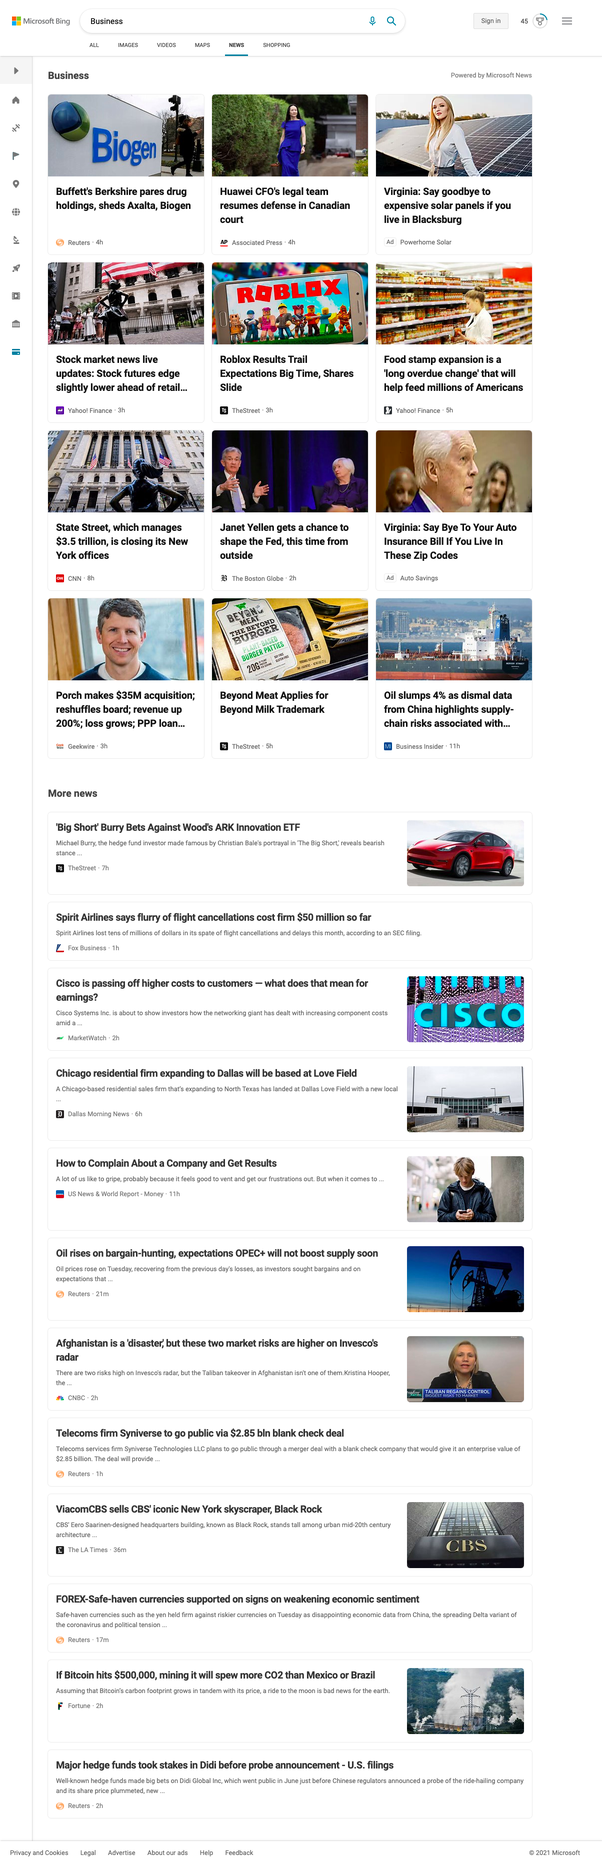 Microsoft Bing
Business
Sign in
45
ALL IMAGES VIDEOS MAPS NEWS SHOPPING
Business
Powered by Microsoft News
Biogen
Buffett's Berkshire pares drug
holdings, sheds Axalta, Biogen
Reuters · 4h
Huawei CFO's legal team
resumes defense in Canadian
court
AP Associated Press · 4h
Virginia: Say goodbye to
expensive solar panels if you
live in Blacksburg
Ad Powerhome Solar
Stock market news live
updates: Stock futures edge
slightly lower ahead of retail...
Yahoo! Finance · 3h
ROBLOX
Roblox Results Trail
Expectations Big Time, Shares
Slide
TheStreet · 3h
Food stamp expansion is a
'long overdue change' that will
help feed millions of Americans
Yahoo! Finance · 5h
State Street, which manages
$3.5 trillion, is closing its New
York offices
CNN · 8h
Janet Yellen gets a chance to
shape the Fed, this time from
outside
B The Boston Globe · 2h
Virginia: Say Bye To Your Auto
Insurance Bill If You Live In
These Zip Codes
Ad Auto Savings
Porch makes $35M acquisition;
reshuffles board; revenue up
200%; loss grows; PPP loan...
Geekwire · 3h
BEYOND MEAT
THE BEYOND
BURGER
PLANT-BASED
BURGER PATTIES
20G
Beyond Meat Applies for
Beyond Milk Trademark
TheStreet · 5h
Oil slumps 4% as dismal data
from China highlights supply-
chain risks associated with...
MI Business Insider · 11h
More news
'Big Short' Burry Bets Against Wood's ARK Innovation ETF
Michael Burry, the hedge fund investor made famous by Christian Bale's portrayal in 'The Big Short,' reveals bearish
stance ...
TheStreet · 7h
Spirit Airlines says flurry of flight cancellations cost firm $50 million so far
Spirit Airlines lost tens of millions of dollars in its spate of flight cancellations and delays this month, according to an SEC filing.
Fox Business · 1h
Cisco is passing off higher costs to customers — what does that mean for
earnings?
Cisco Systems Inc. is about to show investors how the networking giant has dealt with increasing component costs
amid a ...
MarketWatch · 2h
CISCO
Chicago residential firm expanding to Dallas will be based at Love Field
A Chicago-based residential sales firm that's expanding to North Texas has landed at Dallas Love Field with a new local
...
D Dallas Morning News · 6h
How to Complain About a Company and Get Results
A lot of us like to gripe, probably because it feels good to vent and get our frustrations out. But when it comes to ...
US News & World Report - Money · 11h
Oil rises on bargain-hunting, expectations OPEC+ will not boost supply soon
Oil prices rose on Tuesday, recovering from the previous day's losses, as investors sought bargains and on
expectations that ...
Reuters · 21m
Afghanistan is a 'disaster,' but these two market risks are higher on Invesco's
radar
There are two risks high on Invesco's radar, but the Taliban takeover in Afghanistan isn't one of them.Kristina Hooper,
the ...
CNBC · 2h
TALIBAN REGAINS CONTROL
BIGGEST RISKS TO MARKET
Telecoms firm Syniverse to go public via $2.85 bln blank check deal
Telecoms services firm Syniverse Technologies LLC plans to go public through a merger deal with a blank check company that would give it an enterprise value of
$2.85 billion. The deal will provide ...
Reuters · 1h
ViacomCBS sells CBS' iconic New York skyscraper, Black Rock
CBS' Eero Saarinen-designed headquarters building, known as Black Rock, stands tall among urban mid-20th century
architecture ...
The LA Times · 36m
CBS
FOREX-Safe-haven currencies supported on signs on weakening economic sentiment
Safe-haven currencies such as the yen held firm against riskier currencies on Tuesday as disappointing economic data from China, the spreading Delta variant of
the coronavirus and political tension ...
Reuters · 17m
If Bitcoin hits $500,000, mining it will spew more CO2 than Mexico or Brazil
Assuming that Bitcoin's carbon footprint grows in tandem with its price, a ride to the moon is bad news for the earth.
F Fortune · 2h
Major hedge funds took stakes in Didi before probe announcement - U.S. filings
Well-known hedge funds made big bets on Didi Global Inc, which went public in June just before Chinese regulators announced a probe of the ride-hailing company
and its share price plummeted, new ...
Reuters · 2h
Privacy and Cookies Legal Advertise About our ads Help Feedback
© 2021 Microsoft